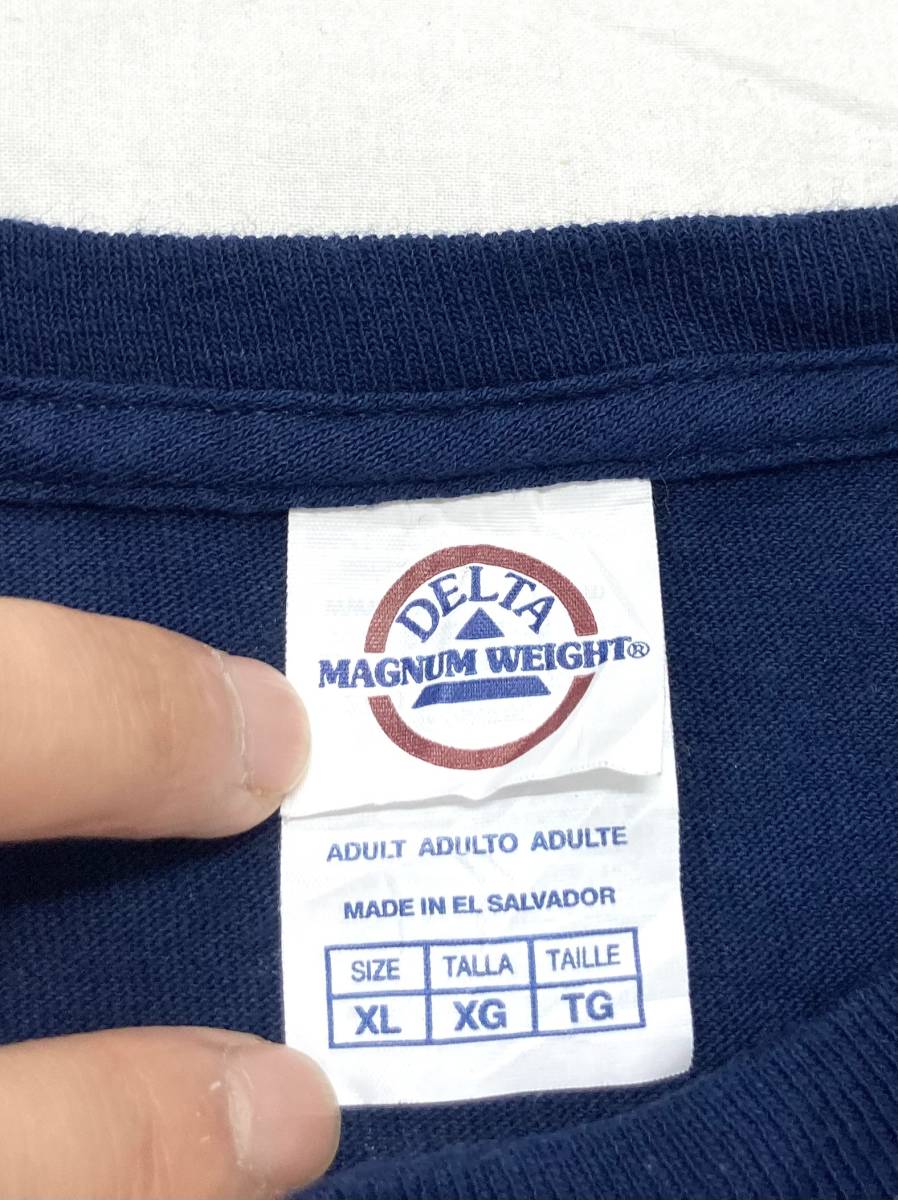 DELTA
MAGNUM WEIGHT®
ADULT ADULTO ADULTE
MADE IN EL SALVADOR
SIZE TALLA TAILLE
XL XG TG